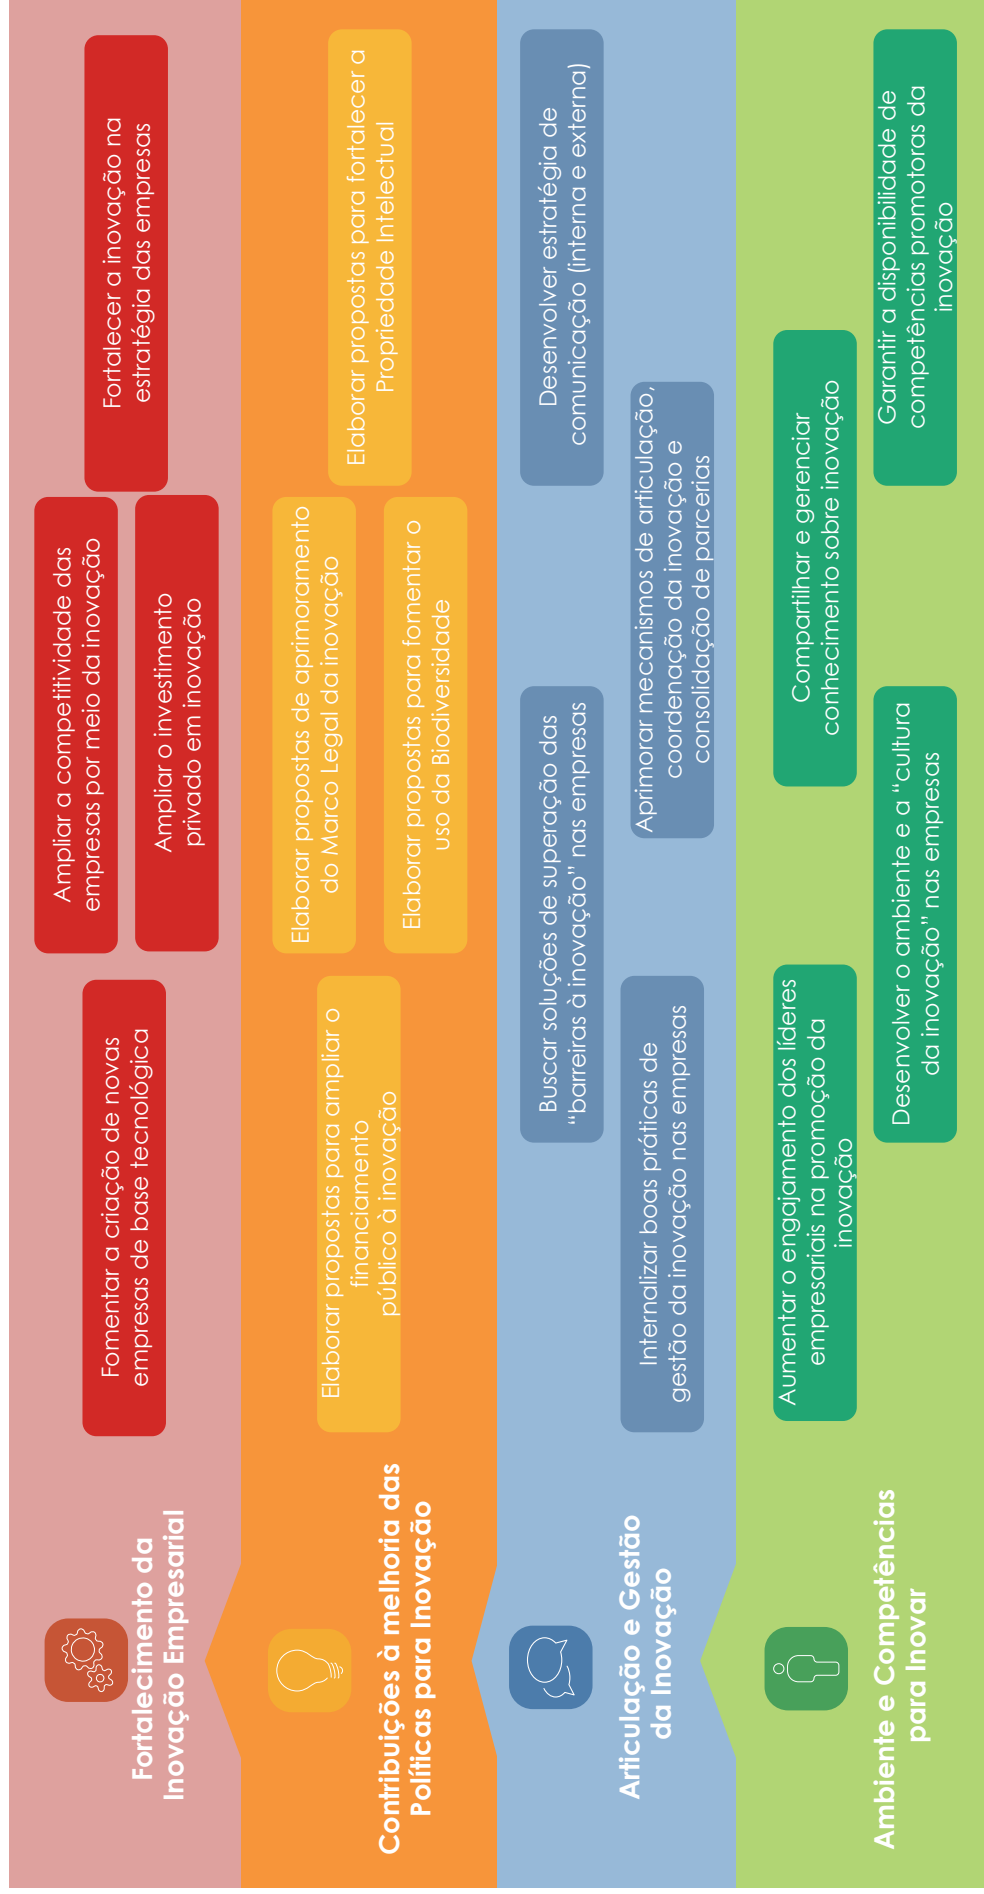 Fortalecimento da
Inovação Empresarial
Fomentar a criação de novas
empresas de base tecnológica
Ampliar a competitividade das
empresas por meio da inovação
Ampliar o investimento
privado em inovação
Fortalecer a inovação na
estratégia das empresas
Contribuições à melhoria das
Políticas para Inovação
Elaborar propostas para ampliar o
financiamento
público à inovação
Elaborar propostas de aprimoramento
do Marco Legal da inovação
Elaborar propostas para fomentar o
uso da Biodiversidade
Elaborar propostas para fortalecer a
Propriedade Intelectual
Articulação e Gestão
da Inovação
Internalizar boas práticas de
gestão da inovação nas empresas
Buscar soluções de superação das
“barreiras à inovação” nas empresas
Aprimorar mecanismos de articulação,
coordenação da inovação e
consolidação de parcerias
Desenvolver estratégia de
comunicação (interna e externa)
Ambiente e Competências
para Inovar
Aumentar o engajamento dos líderes
empresariais na promoção da
inovação
Desenvolver o ambiente e a “cultura
da inovação” nas empresas
Compartilhar e gerenciar
conhecimento sobre inovação
Garantir a disponibilidade de
competências promotoras da
inovação